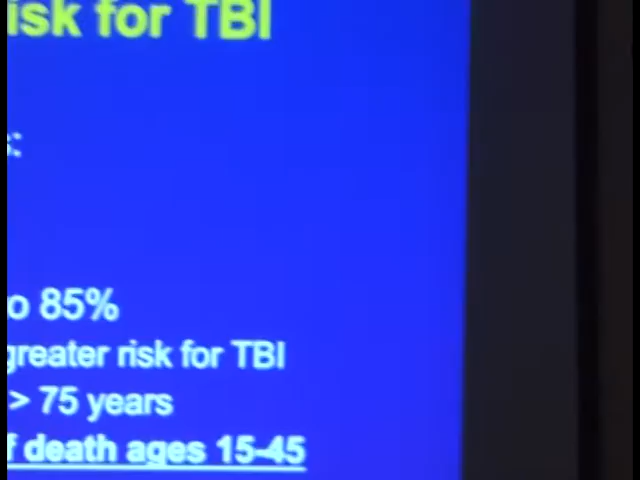 isk for TBI
s:
o 85%
greater risk for TBI
> 75 years
f death ages 15-45